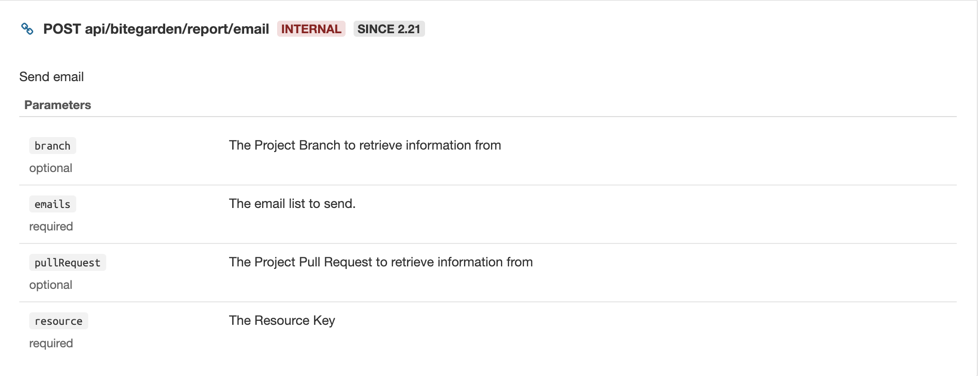 POST api/bitegarden/report/email INTERNAL SINCE 2.21
Send email
Parameters
branch The Project Branch to retrieve information from
optional
emails The email list to send.
required
pullRequest The Project Pull Request to retrieve information from
optional
resource The Resource Key
required